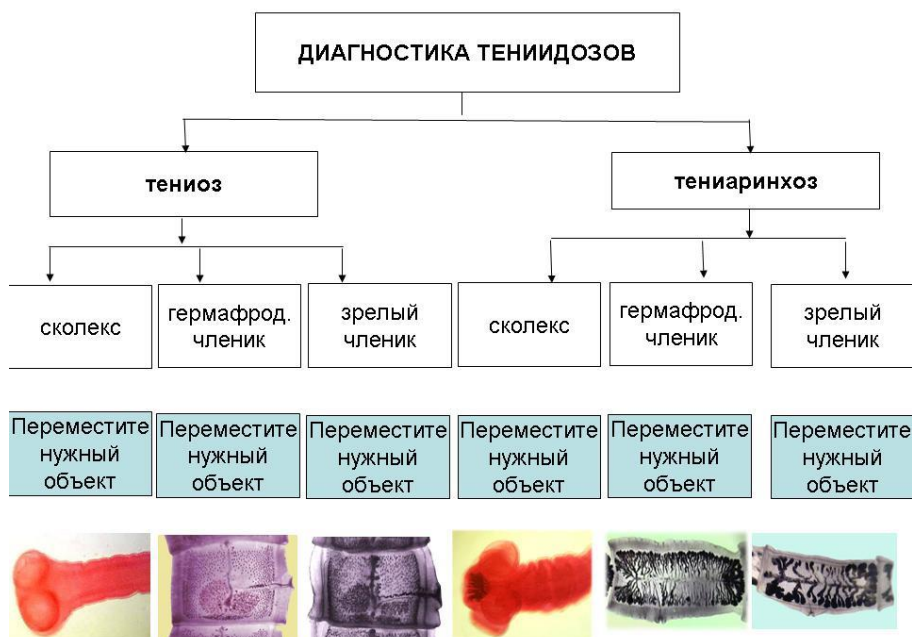 ДИАГНОСТИКА ТЕНИИДОЗОВ
тениоз
тениаринхоз
сколекс
гермафрод.
членик
зрелый
членик
сколекс
гермафрод.
членик
зрелый
членик
Переместите
нужный
объект
Переместите
нужный
объект
Переместите
нужный
объект
Переместите
нужный
объект
Переместите
нужный
объект
Переместите
нужный
объект